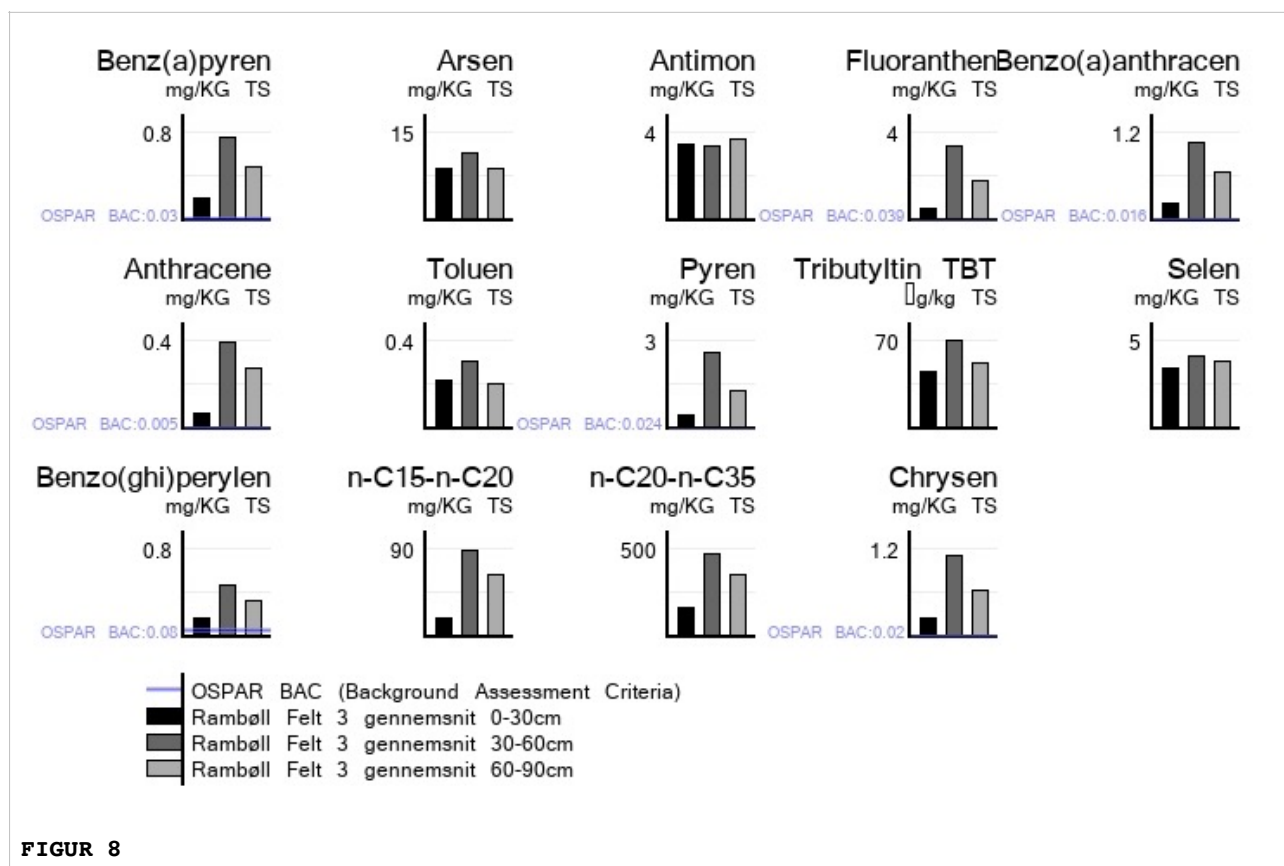 Benz(a)pyren Arsen Antimon Fluoranthen Benzo(a)anthracen
mg/KG TS mg/KG TS mg/KG TS mg/KG TS mg/KG TS
0.8 15 4 4 1.2
OSPAR BAC:0.03 OSPAR BAC:0.039 OSPAR BAC:0.016
Anthracene Toluen Pyren Tributyltin TBT Selen
mg/KG TS mg/KG TS mg/KG TS g/kg TS mg/KG TS
0.4 0.4 3 70 5
OSPAR BAC:0.005 OSPAR BAC:0.024
Benzo(ghi)perylen n-C15-n-C20 n-C20-n-C35 Chrysen
mg/KG TS mg/KG TS mg/KG TS mg/KG TS
0.8 90 500 1.2
OSPAR BAC:0.08 OSPAR BAC:0.02
OSPAR BAC (Background Assessment Criteria)
Rambøll Felt 3 gennemsnit 0-30cm
Rambøll Felt 3 gennemsnit 30-60cm
Rambøll Felt 3 gennemsnit 60-90cm
FIGUR 8